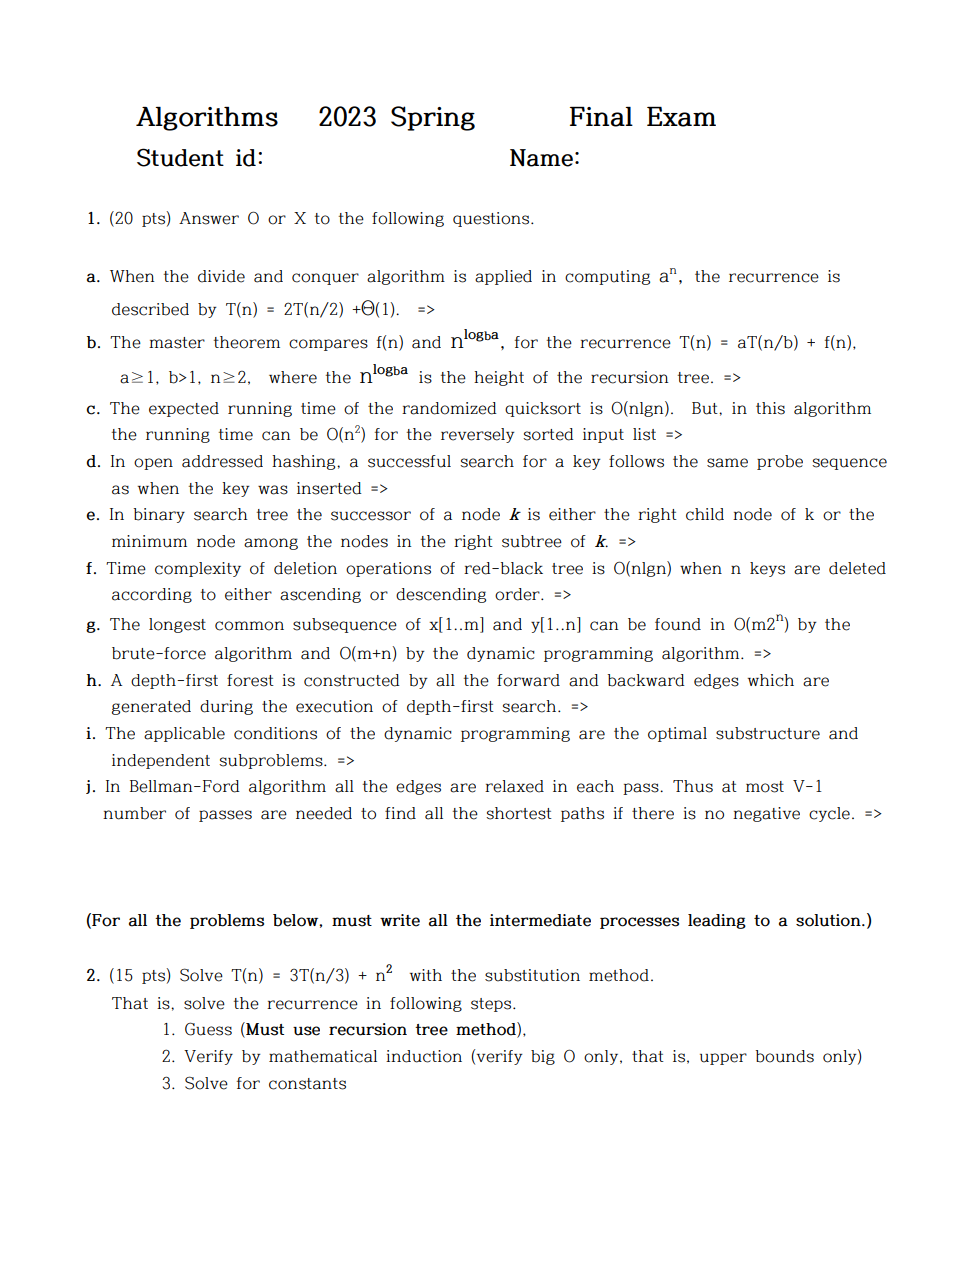 Algorithms 2023 Spring Final Exam
Student id: Name:
1. (20 pts) Answer O or X to the following questions.
a. When the divide and conquer algorithm is applied in computing aⁿ, the recurrence is
described by T(n) = 2T(n/2) +Θ(1). =>
b. The master theorem compares f(n) and n^logba, for the recurrence T(n) = aT(n/b) + f(n),
a≥1, b>1, n≥2, where the n^logba is the height of the recursion tree. =>
c. The expected running time of the randomized quicksort is O(nlgn). But, in this algorithm
the running time can be O(n²) for the reversely sorted input list =>
d. In open addressed hashing, a successful search for a key follows the same probe sequence
as when the key was inserted =>
e. In binary search tree the successor of a node k is either the right child node of k or the
minimum node among the nodes in the right subtree of k. =>
f. Time complexity of deletion operations of red-black tree is O(nlgn) when n keys are deleted
according to either ascending or descending order. =>
g. The longest common subsequence of x[1..m] and y[1..n] can be found in O(m2ⁿ) by the
brute-force algorithm and O(m+n) by the dynamic programming algorithm. =>
h. A depth-first forest is constructed by all the forward and backward edges which are
generated during the execution of depth-first search. =>
i. The applicable conditions of the dynamic programming are the optimal substructure and
independent subproblems. =>
j. In Bellman-Ford algorithm all the edges are relaxed in each pass. Thus at most V-1
number of passes are needed to find all the shortest paths if there is no negative cycle. =>
(For all the problems below, must write all the intermediate processes leading to a solution.)
2. (15 pts) Solve T(n) = 3T(n/3) + n² with the substitution method.
That is, solve the recurrence in following steps.
1. Guess (Must use recursion tree method),
2. Verify by mathematical induction (verify big O only, that is, upper bounds only)
3. Solve for constants